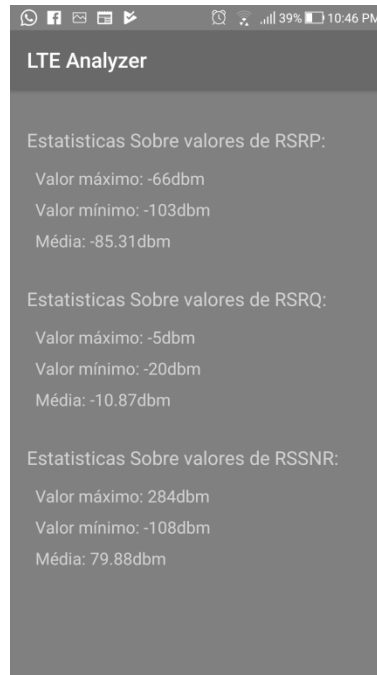 39% 10:46 PM
LTE Analyzer
Estatisticas Sobre valores de RSRP:
Valor máximo: -66dbm
Valor mínimo: -103dbm
Média: -85.31dbm
Estatisticas Sobre valores de RSRQ:
Valor máximo: -5dbm
Valor mínimo: -20dbm
Média: -10.87dbm
Estatisticas Sobre valores de RSSNR:
Valor máximo: 284dbm
Valor mínimo: -108dbm
Média: 79.88dbm